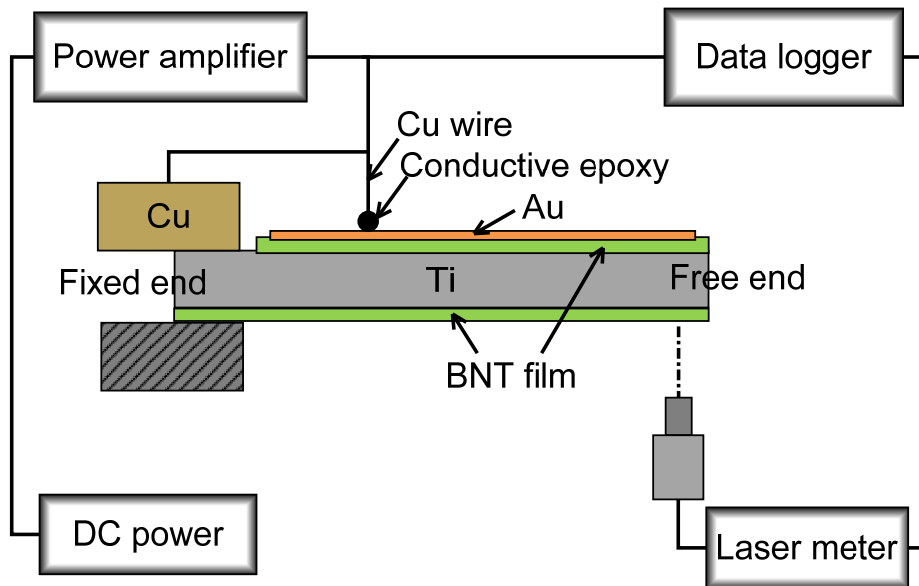 Power amplifier
Data logger
Cu wire
Conductive epoxy
Au
Cu
Fixed end
Ti
Free end
BNT film
DC power
Laser meter